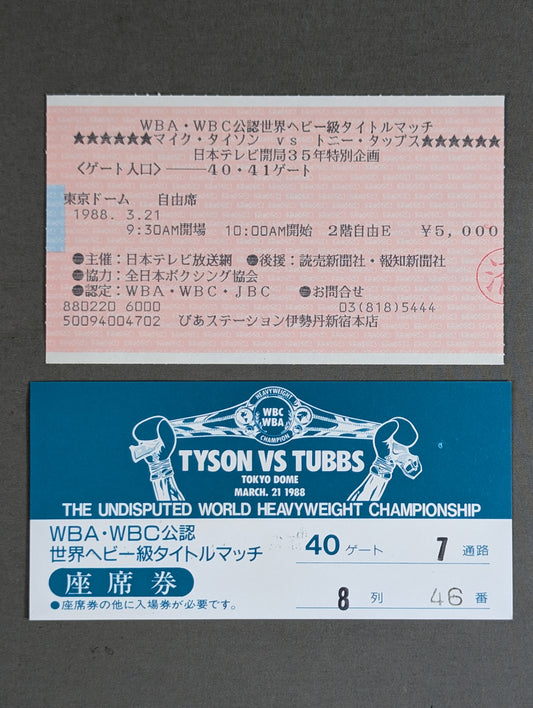 WBA・WBC公認世界ヘビー級タイトルマッチ
★★★★★★マイク・タイソン vs トニー・タッブス★★★★★★
日本テレビ開局35年特別企画
〈ゲート入口〉───40・41ゲート
東京ドーム 自由席
1988. 3.21
9:30AM開場 10:00AM開始 2階自由E ¥5,000
●主催：日本テレビ放送網 ●後援：読売新聞社・報知新聞社
●協力：全日本ボクシング協会
●認定：WBA・WBC・JBC ●お問合せ
880220 6000 03(818)5444
50094004702 ぴあステーション伊勢丹新宿本店
HEAVYWEIGHT
WBC
WBA
CHAMPION
TYSON VS TUBBS
TOKYO DOME
MARCH. 21 1988
THE UNDISPUTED WORLD HEAVYWEIGHT CHAMPIONSHIP
WBA・WBC公認
世界ヘビー級タイトルマッチ
40 ゲート 7 通路
座席券
8 列 46 番
●座席券の他に入場券が必要です。